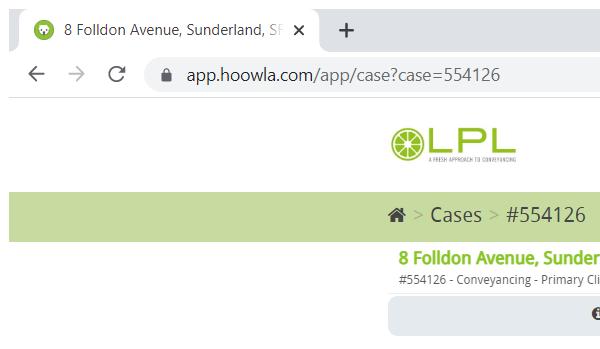 8 Folldon Avenue, Sunderland, SR
app.hoowla.com/app/case?case=554126
LPL
A FRESH APPROACH TO CONVEYANCING
> Cases > #554126
8 Folldon Avenue, Sunder
#554126 - Conveyancing - Primary Cli